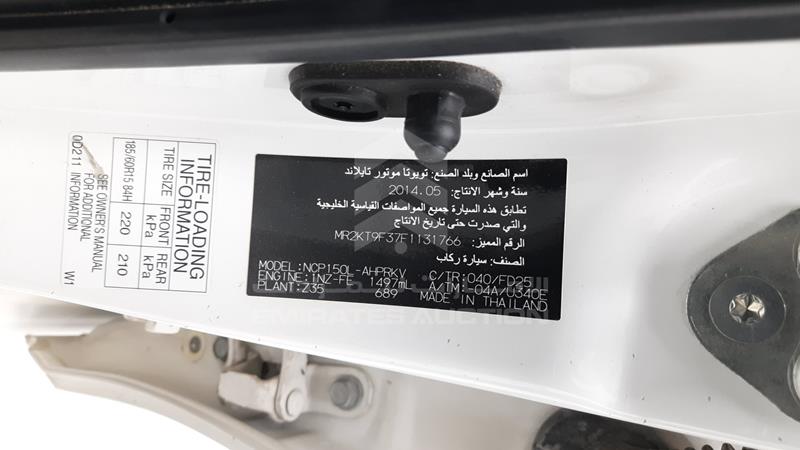 اسم الصانع وبلد الصنع: تويوتا موتور تايلاند
سنة وشهر الانتاج: 2014.05
تطابق هذه السيارة جميع المواصفات القياسية الخليجية
والتي صدرت حتى تاريخ الانتاج
الرقم المميز: MR2KT9F37F1131766
الصنف: سيارة ركاب
MODEL:NCP150L-AHPRKV C/TR:040/FD25
ENGINE:1NZ-FE 1497mL A/TM:-04A/U340E
PLANT:Z35 689 MADE IN THAILAND
TIRE-LOADING
INFORMATION
TIRE SIZE FRONT REAR
kPa kPa
185/60R15 84H 220 210
SEE OWNER'S MANUAL
FOR ADDITIONAL
INFORMATION
0D211 W1
EMIRATES AUCTION